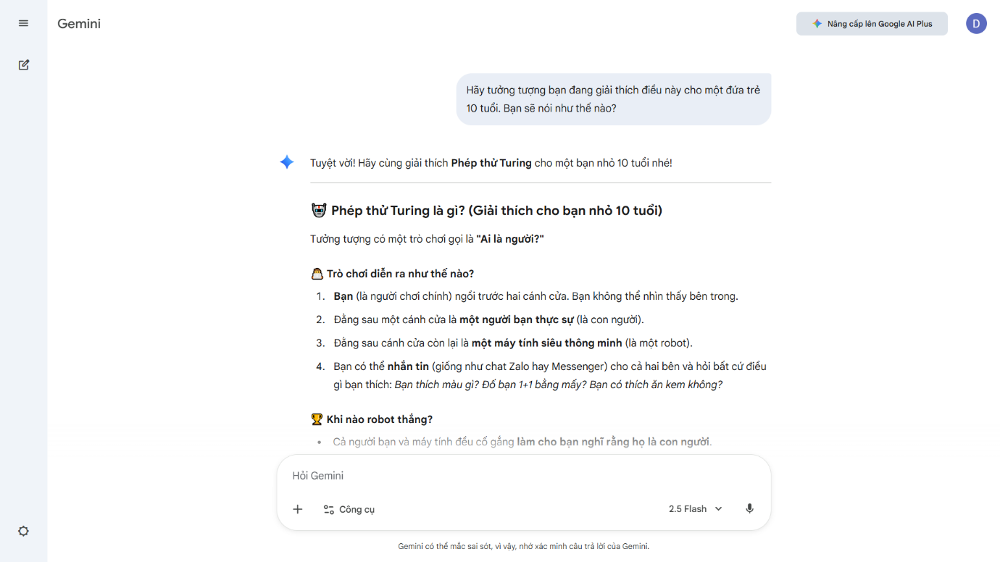 Gemini
Nâng cấp lên Google AI Plus
D
Hãy tưởng tượng bạn đang giải thích điều này cho một đứa trẻ
10 tuổi. Bạn sẽ nói như thế nào?
Tuyệt vời! Hãy cùng giải thích Phép thử Turing cho một bạn nhỏ 10 tuổi nhé!
Phép thử Turing là gì? (Giải thích cho bạn nhỏ 10 tuổi)
Tưởng tượng có một trò chơi gọi là "Ai là người?"
Trò chơi diễn ra như thế nào?
1. Bạn (là người chơi chính) ngồi trước hai cánh cửa. Bạn không thể nhìn thấy bên trong.
2. Đằng sau một cánh cửa là một người bạn thực sự (là con người).
3. Đằng sau cánh cửa còn lại là một máy tính siêu thông minh (là một robot).
4. Bạn có thể nhắn tin (giống như chat Zalo hay Messenger) cho cả hai bên và hỏi bất cứ điều
gì bạn thích: Bạn thích màu gì? Đố bạn 1+1 bằng mấy? Bạn có thích ăn kem không?
Khi nào robot thắng?
• Cả người bạn và máy tính đều cố gắng làm cho bạn nghĩ rằng họ là con người.
Hỏi Gemini
Công cụ
2.5 Flash
Gemini có thể mắc sai sót, vì vậy, nhớ xác minh câu trả lời của Gemini.